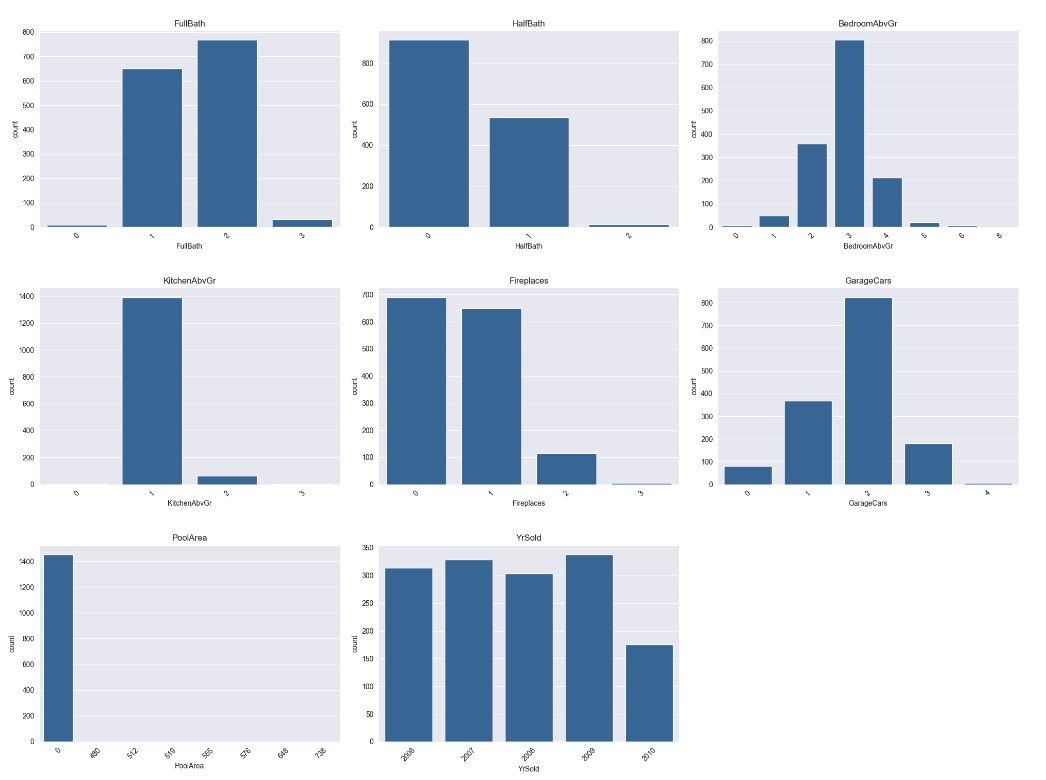 FullBath
800
700
600
500
400
300
200
100
0
count
0 1 2 3
FullBath
HalfBath
800
600
400
200
0
count
0 1 2
HalfBath
BedroomAbvGr
800
700
600
500
400
300
200
100
0
count
0 1 2 3 4 5 6 8
BedroomAbvGr
KitchenAbvGr
1400
1200
1000
800
600
400
200
0
count
0 1 2 3
KitchenAbvGr
Fireplaces
700
600
500
400
300
200
100
0
count
0 1 2 3
Fireplaces
GarageCars
800
700
600
500
400
300
200
100
0
count
0 1 2 3 4
GarageCars
PoolArea
1400
1200
1000
800
600
400
200
0
count
0 480 512 519 555 576 648 738
PoolArea
YrSold
350
300
250
200
150
100
50
0
count
2006 2007 2008 2009 2010
YrSold